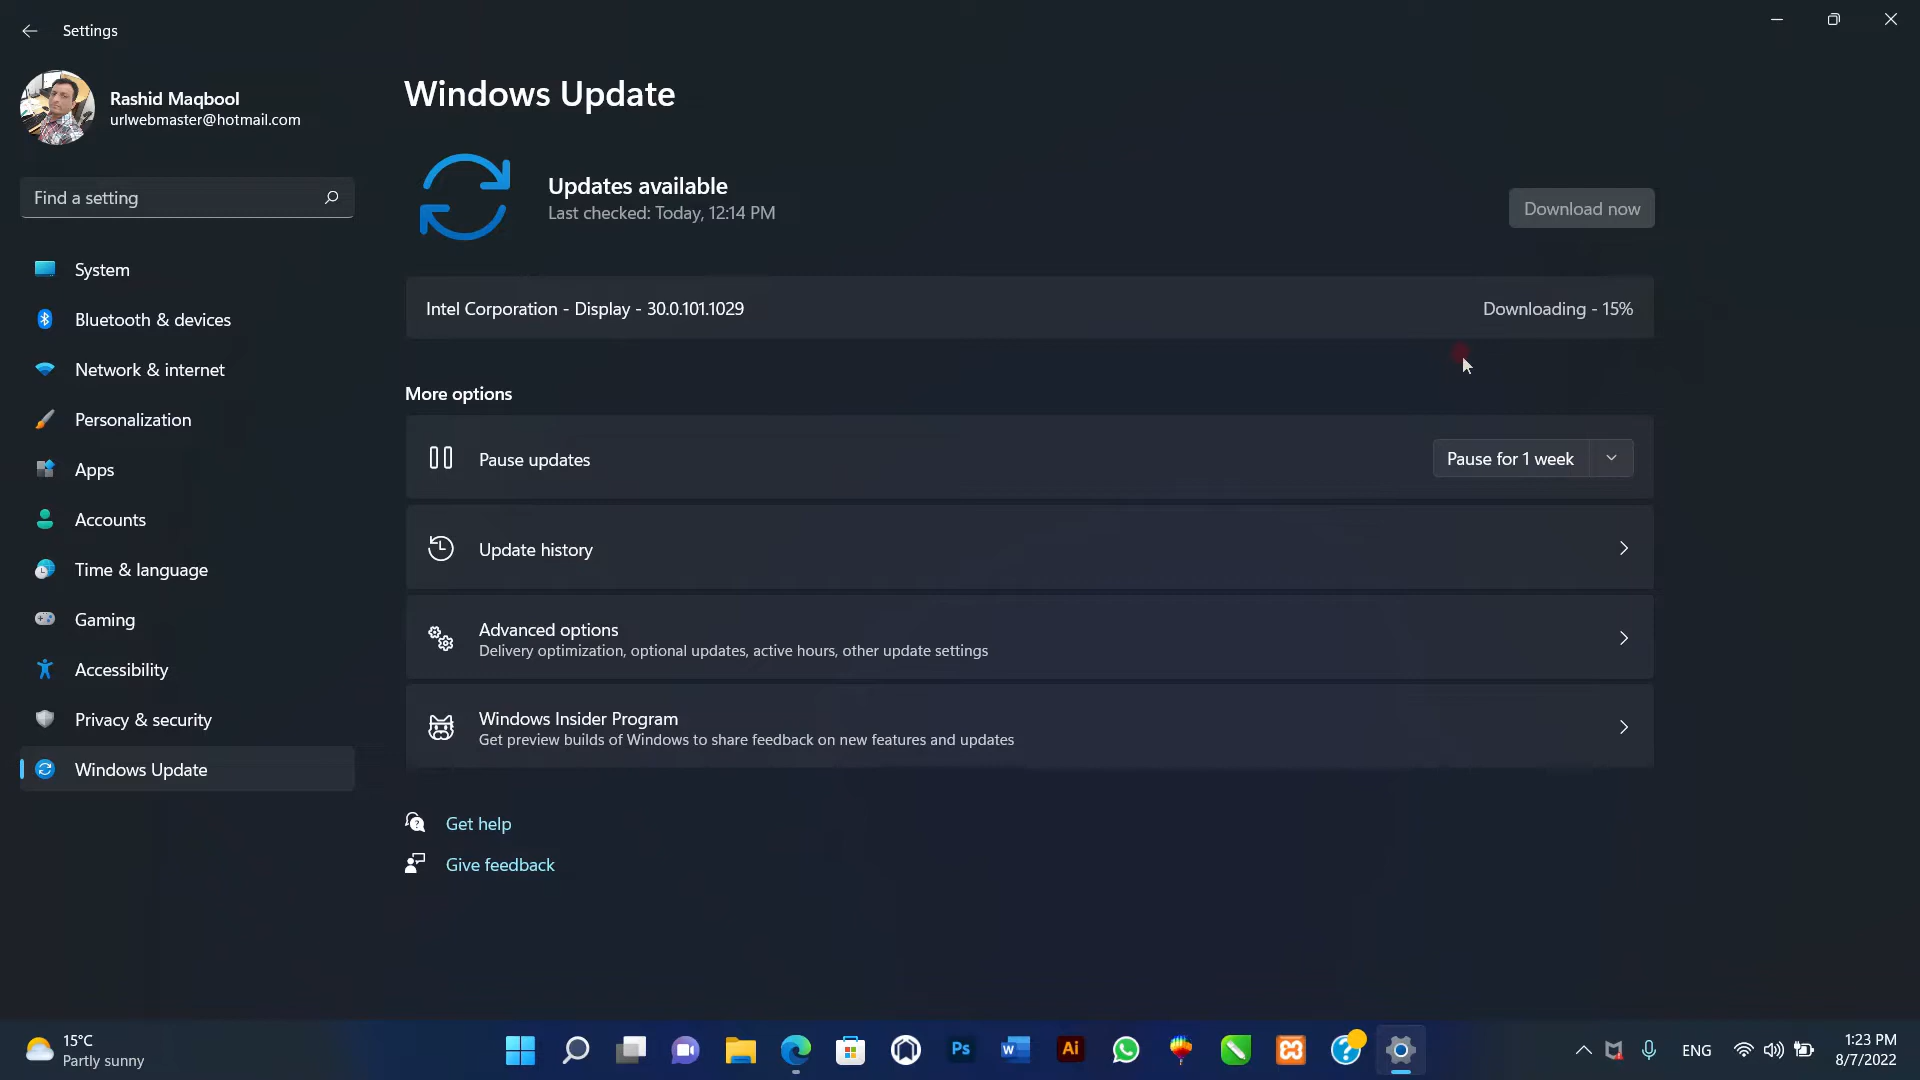 Settings
Rashid Maqbool
urlwebmaster@hotmail.com
Find a setting
System
Bluetooth & devices
Network & internet
Personalization
Apps
Accounts
Time & language
Gaming
Accessibility
Privacy & security
Windows Update
Windows Update
Updates available
Last checked: Today, 12:14 PM
Download now
Intel Corporation - Display - 30.0.101.1029
Downloading - 15%
More options
Pause updates
Pause for 1 week
Update history
Advanced options
Delivery optimization, optional updates, active hours, other update settings
Windows Insider Program
Get preview builds of Windows to share feedback on new features and updates
Get help
Give feedback
15°C
Partly sunny
Ps
W
Ai
ENG
1:23 PM
8/7/2022